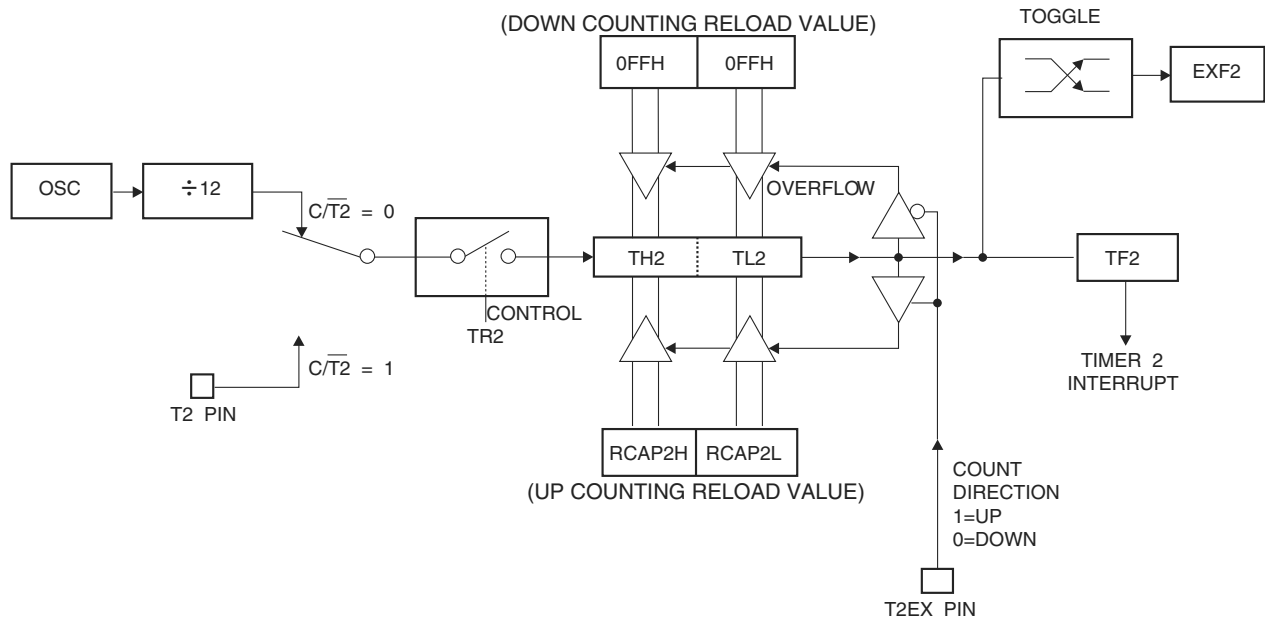 (DOWN COUNTING RELOAD VALUE)
TOGGLE
0FFH 0FFH
EXF2
OSC
÷12
OVERFLOW
C/T2̅ = 0
TH2 TL2
TF2
CONTROL
TR2
C/T2̅ = 1
TIMER 2
INTERRUPT
T2 PIN
RCAP2H RCAP2L
(UP COUNTING RELOAD VALUE)
COUNT
DIRECTION
1=UP
0=DOWN
T2EX PIN